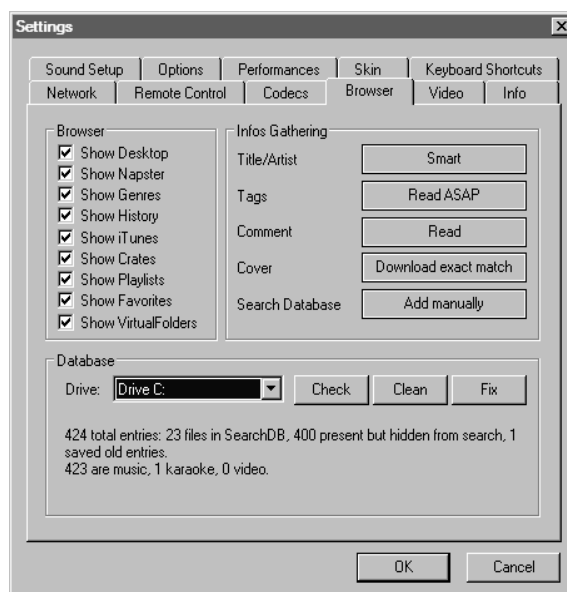 Settings
Sound Setup Options Performances Skin Keyboard Shortcuts
Network Remote Control Codecs Browser Video Info
Browser
Show Desktop
Show Napster
Show Genres
Show History
Show iTunes
Show Crates
Show Playlists
Show Favorites
Show VirtualFolders
Infos Gathering
Title/Artist Smart
Tags Read ASAP
Comment Read
Cover Download exact match
Search Database Add manually
Database
Drive: Drive C: Check Clean Fix
424 total entries: 23 files in SearchDB, 400 present but hidden from search, 1
saved old entries.
423 are music, 1 karaoke, 0 video.
OK Cancel